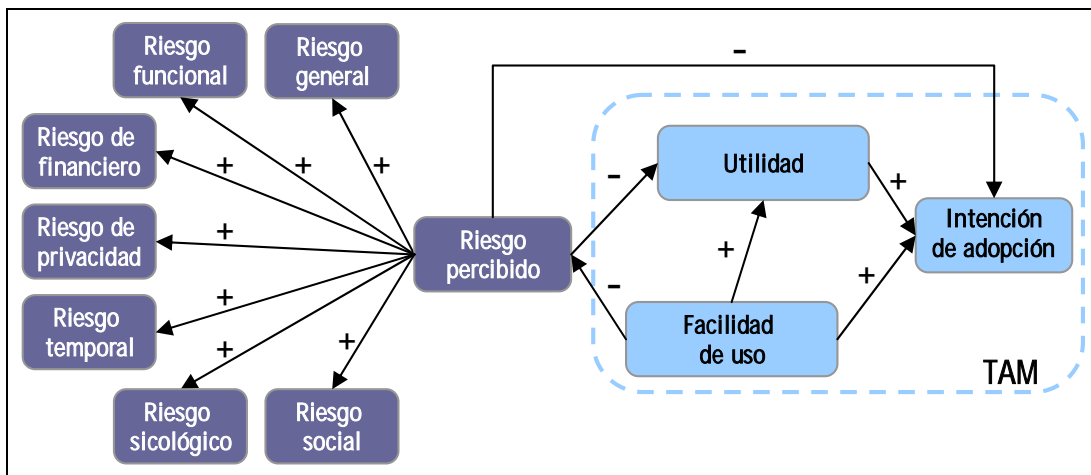 Riesgo
funcional
Riesgo
general
-
Riesgo de
financiero
+
+
+
Utilidad
-
+
Riesgo de
privacidad
+
Riesgo
percibido
Intención
de adopción
+
+
-
Riesgo
temporal
+
Facilidad
de uso
+
+
TAM
Riesgo
sicológico
Riesgo
social